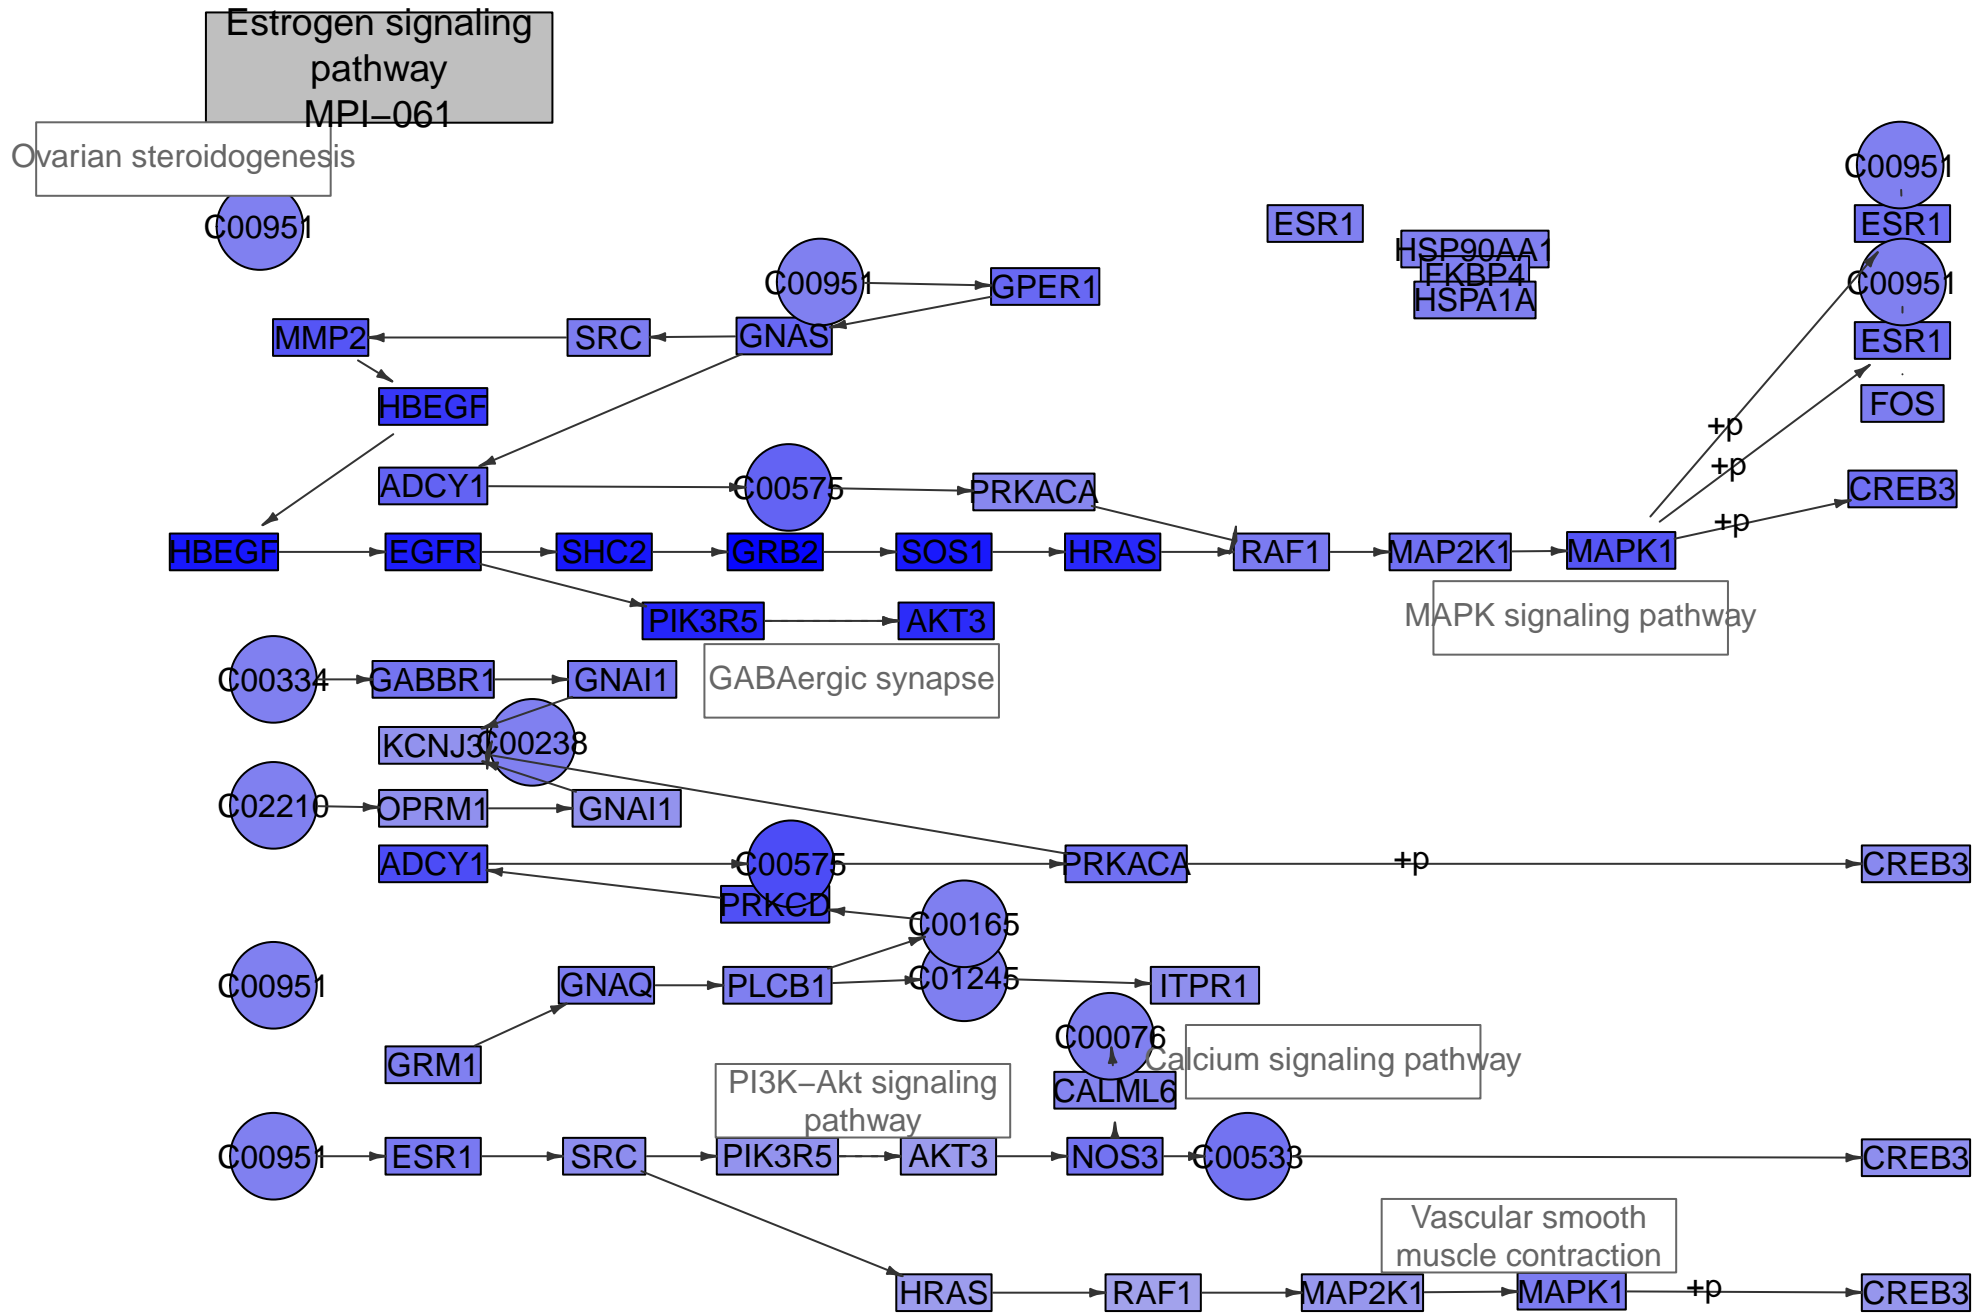 Estrogen signaling
pathway
MPI−061
Ovarian steroidogenesis
C00951
C00951
ESR1
C00951
ESR1
HSP90AA1
FKBP4
HSPA1A
C00951
GPER1
C00951
ESR1
MMP2
SRC
GNAS
HBEGF
FOS
+p
+p
+p
ADCY1
C00575
PRKACA
CREB3
HBEGF
EGFR
SHC2
GRB2
SOS1
HRAS
RAF1
MAP2K1
MAPK1
PIK3R5
AKT3
MAPK signaling pathway
C00334
GABBR1
GNAI1
GABAergic synapse
KCNJ3
C00238
C02210
OPRM1
GNAI1
ADCY1
C00575
PRKACA
+p
CREB3
PRKCD
C00165
C00951
GNAQ
PLCB1
C01245
ITPR1
GRM1
C00076
Calcium signaling pathway
CALML6
PI3K−Akt signaling
pathway
C00951
ESR1
SRC
PIK3R5
AKT3
NOS3
C00533
CREB3
Vascular smooth
muscle contraction
HRAS
RAF1
MAP2K1
MAPK1
+p
CREB3